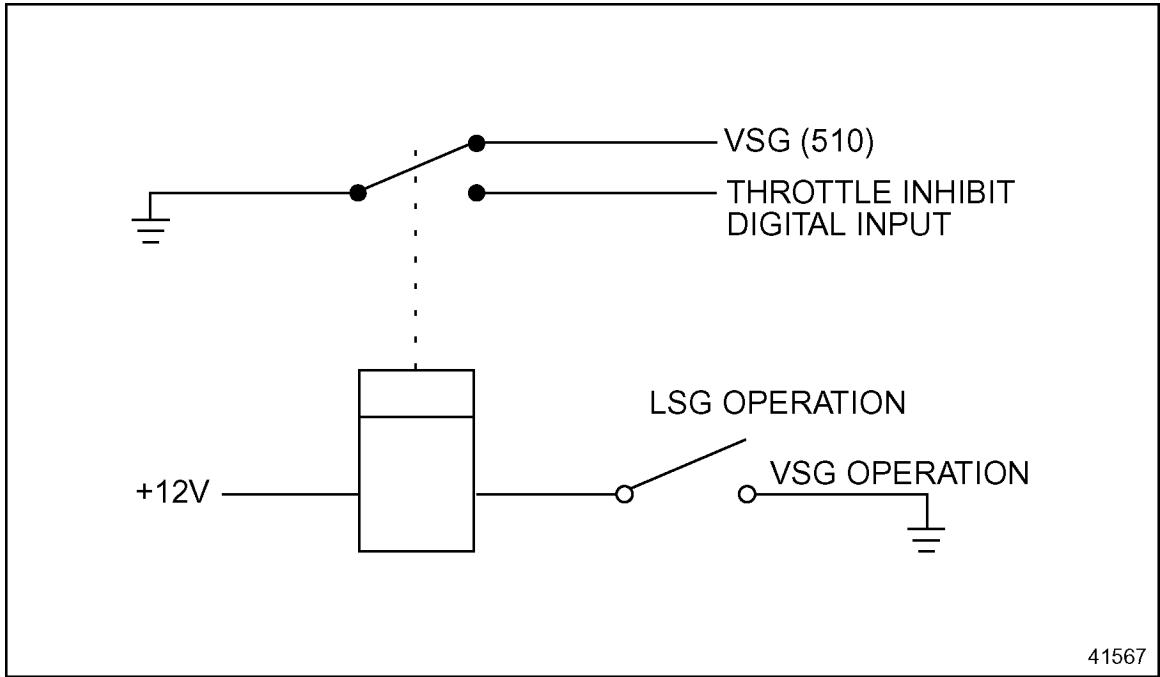 VSG (510)
THROTTLE INHIBIT
DIGITAL INPUT
LSG OPERATION
VSG OPERATION
+12V
41567